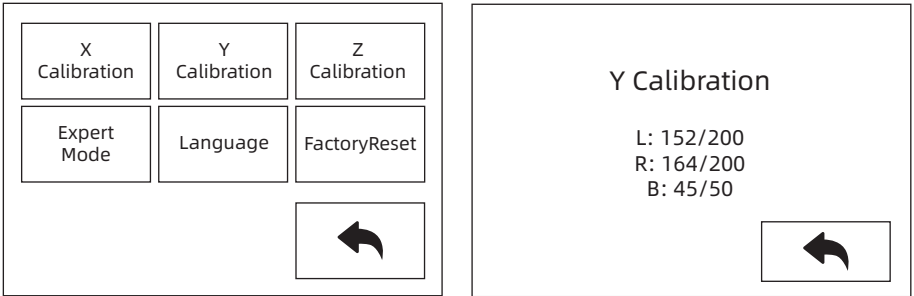 X
Calibration
Y
Calibration
Z
Calibration
Expert
Mode
Language
FactoryReset
Y Calibration
L: 152/200
R: 164/200
B: 45/50